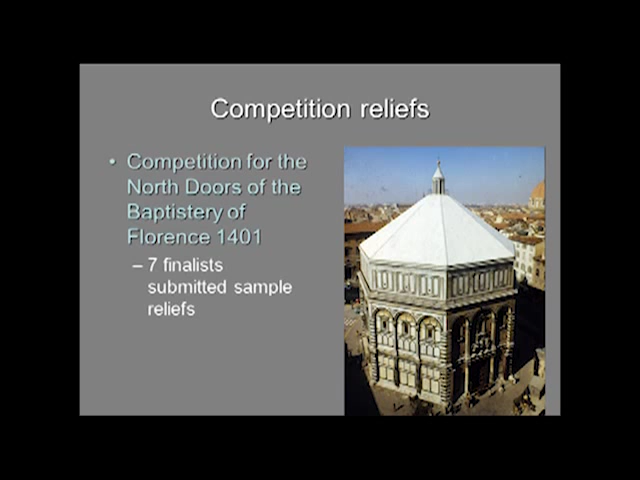 Competition reliefs
• Competition for the
North Doors of the
Baptistery of
Florence 1401
– 7 finalists
submitted sample
reliefs